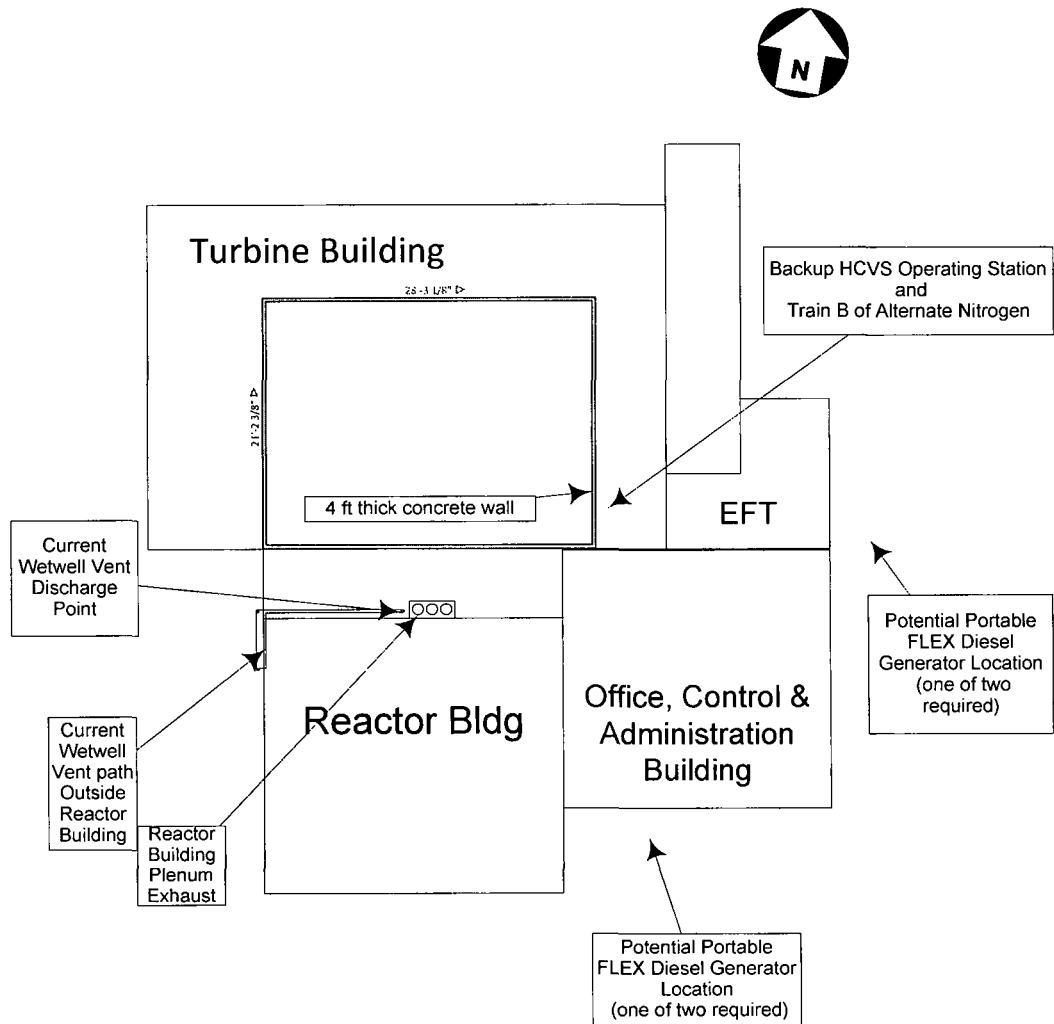 N
Turbine Building
Backup HCVS Operating Station
and
Train B of Alternate Nitrogen
4 ft thick concrete wall
EFT
Current
Wetwell Vent
Discharge
Point
Potential Portable
FLEX Diesel
Generator Location
(one of two
required)
Reactor Bldg
Office, Control &
Administration
Building
Current
Wetwell
Vent path
Outside
Reactor
Building
Reactor
Building
Plenum
Exhaust
Potential Portable
FLEX Diesel Generator
Location
(one of two required)